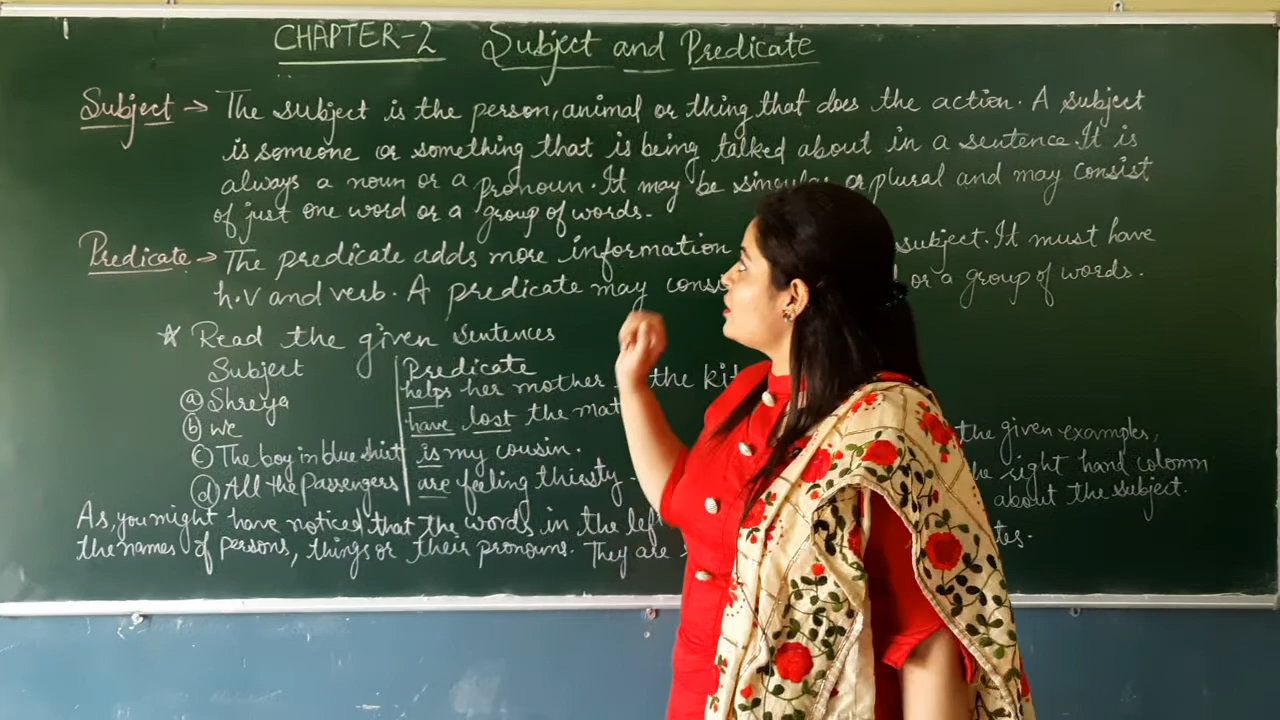 CHAPTER-2 Subject and Predicate
Subject → The subject is the person, animal or thing that does the action. A subject
is someone or something that is being talked about in a sentence. It is
always a noun or a pronoun. It may be singular or plural and may consist
of just one word or a group of words.
Predicate → The predicate adds more information subject. It must have
h.v and verb. A predicate may or a group of words.
☆ Read the given sentences
Subject Predicate
(a) Shreya helps her mother the
(b) we have lost the
(c) The boy in blue shirt is my cousin.
(d) All the Passengers are feeling thirsty.
the given examples,
As, you might have noticed that the words in the left right hand colomn
about the subject.
the names of persons, things or their pronouns. They are